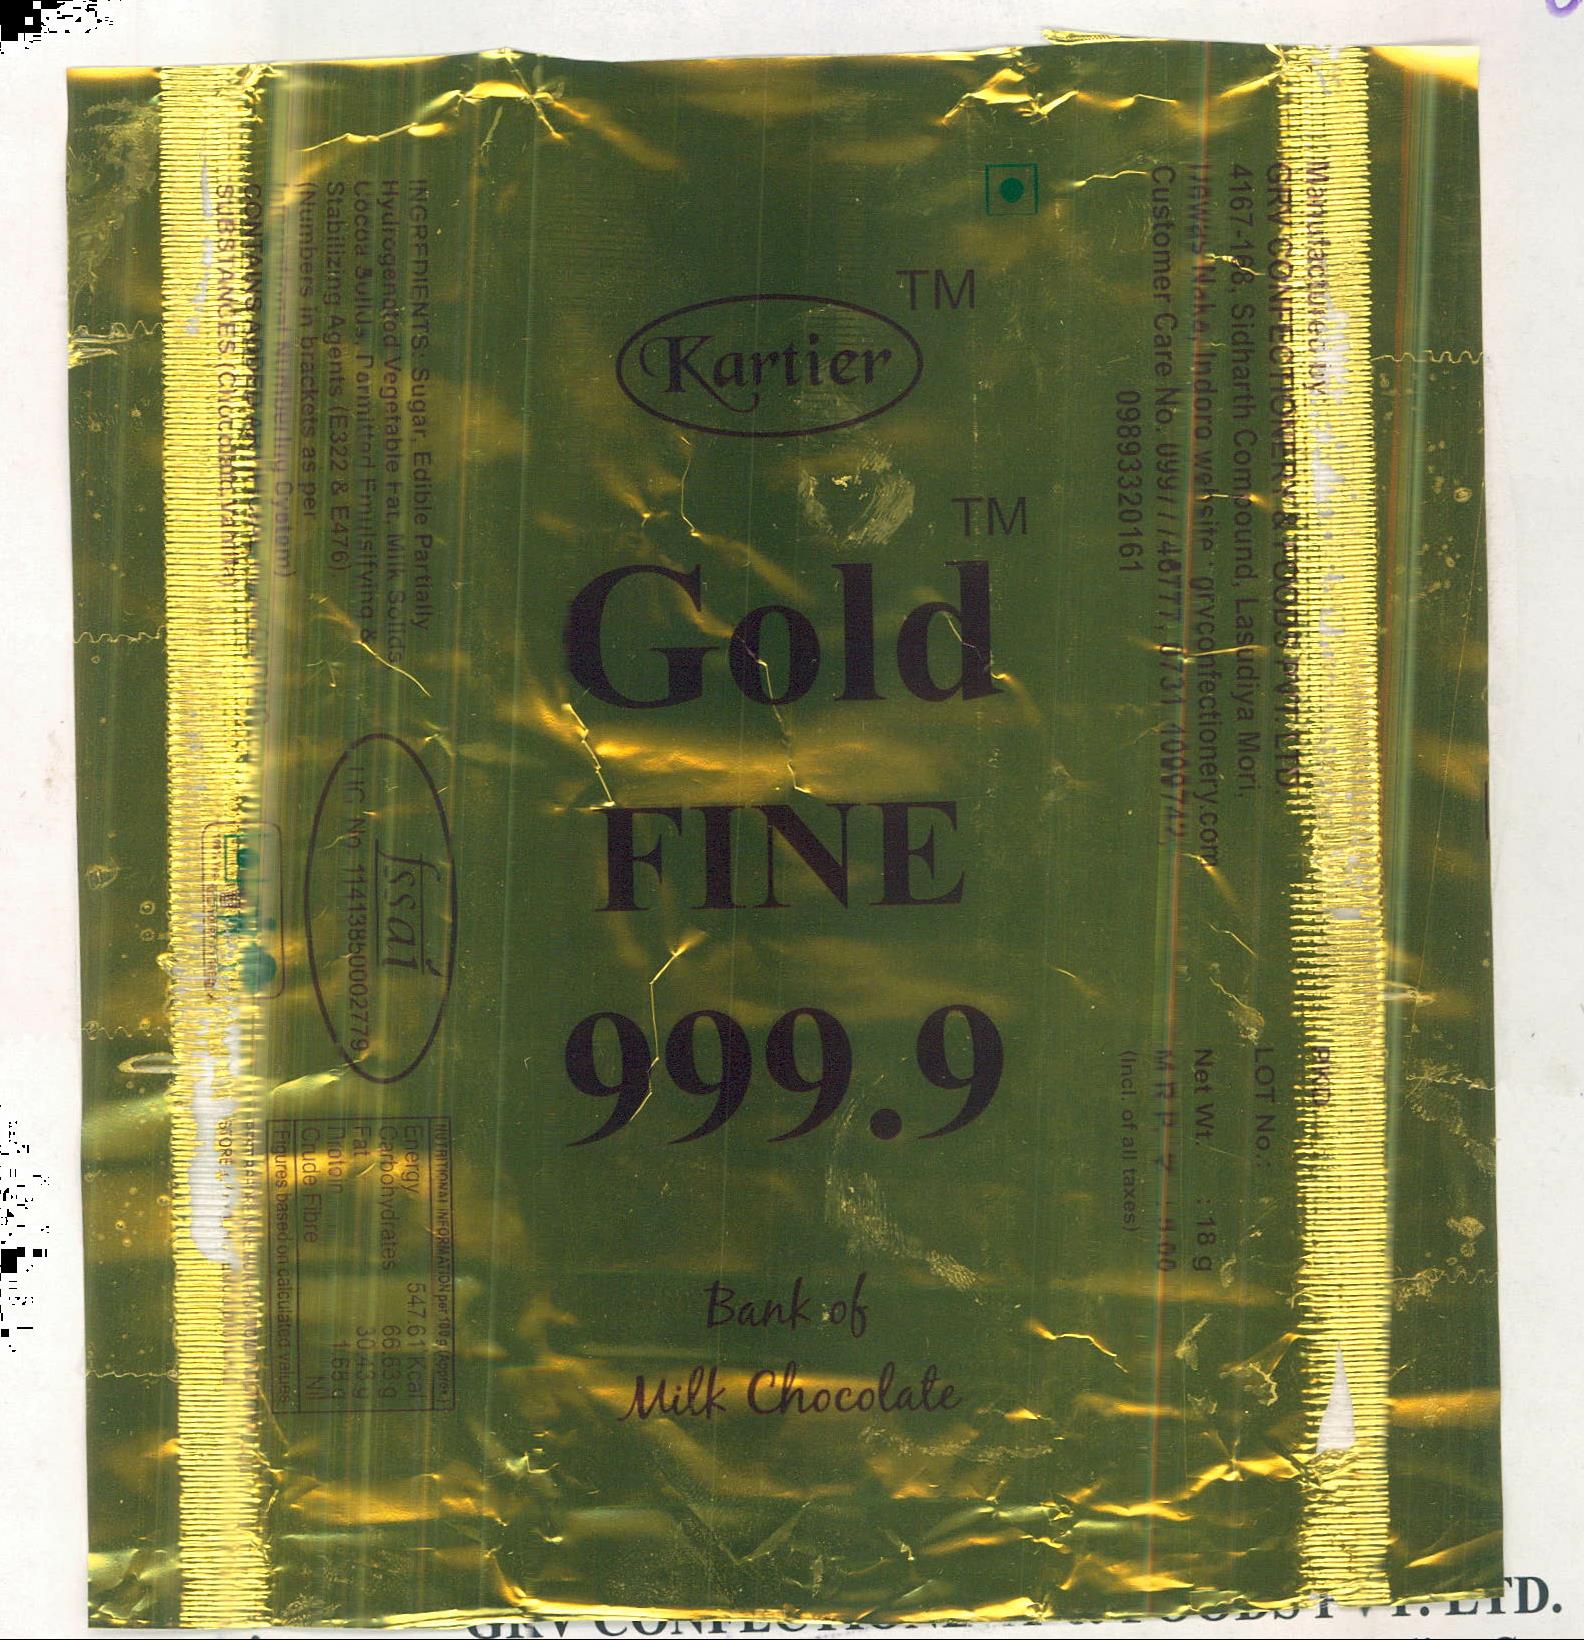 Kartier
TM
Gold
TM
FINE
999.9
Bank of
Milk Chocolate
Manufactured by:
GRV CONFECTIONERY & FOODS PVT. LTD.
4167-168, Sidharth Compound, Lasudiya Mori,
Indore website : grvconfectionery.com
Customer Care No.
09893320161
PKD.
LOT No.:
Net Wt. : 18 g
M.R.P.
(Incl. of all taxes)
INGREDIENTS: Sugar, Edible Partially
Hydrogenated Vegetable Fat, Milk Solids,
Cocoa Solids, Permitted Emulsifying &
Stabilizing Agents (E322 & E476).
(Numbers in brackets as per
International Numbering System)
SUBSTANCES (Chocolate, Vanilla)
fssai
LIC No. 11413850002779
NUTRITIONAL INFORMATION per 100 g (Approx.)
Energy 547.61 Kcal
Carbohydrates 66.63 g
Fat 30.43 g
Protein 1.68 g
Crude Fibre Nil
Figures based on calculated values
GRV CONFECTIONERY & FOODS PVT. LTD.